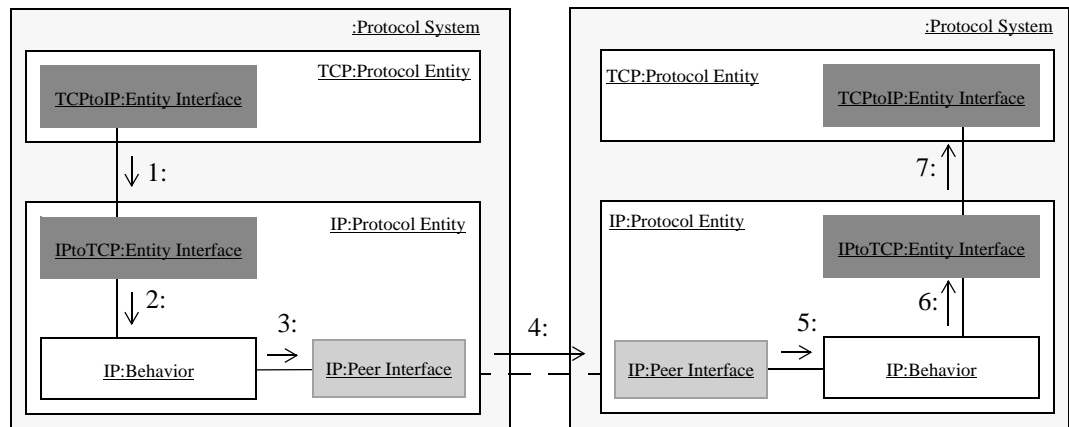 :Protocol System
TCP:Protocol Entity
TCPtoIP:Entity Interface
1:
IP:Protocol Entity
IPtoTCP:Entity Interface
2:
3:
IP:Behavior
IP:Peer Interface
4:
:Protocol System
TCP:Protocol Entity
TCPtoIP:Entity Interface
7:
IP:Protocol Entity
IPtoTCP:Entity Interface
6:
5:
IP:Peer Interface
IP:Behavior